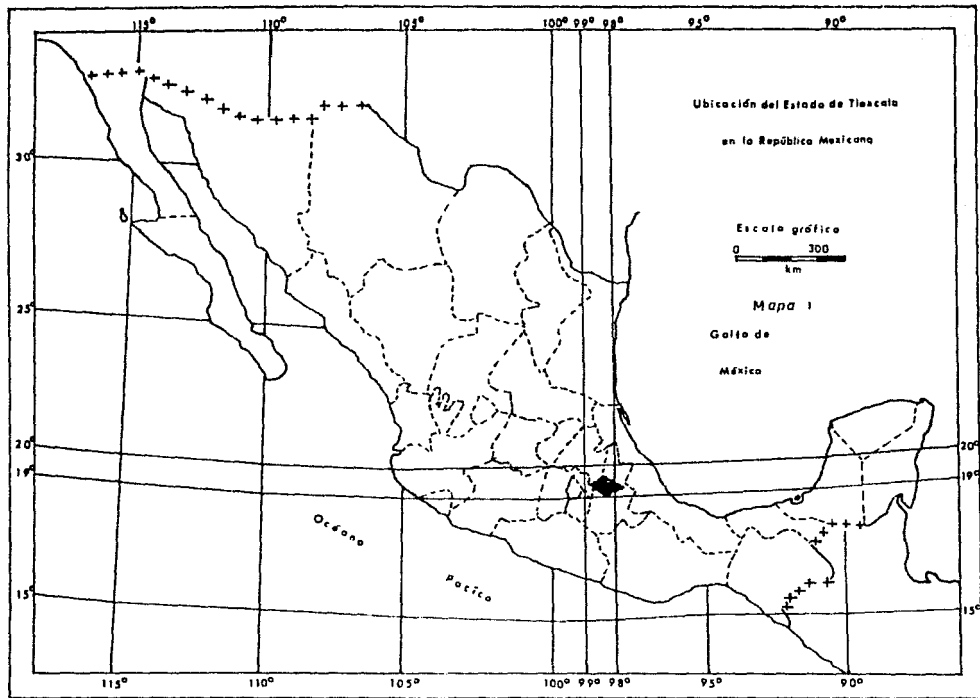 115° 110° 105° 100° 99° 98° 95° 90°
Ubicación del Estado de Tlaxcala
en la República Mexicana
30°
Escala gráfica
0 300
km
Mapa 1
25°
Golfo de
México
20° 20°
19° 19°
Océano
Pacíico
15° 15°
115° 110° 105° 100° 99° 98° 95° 90°